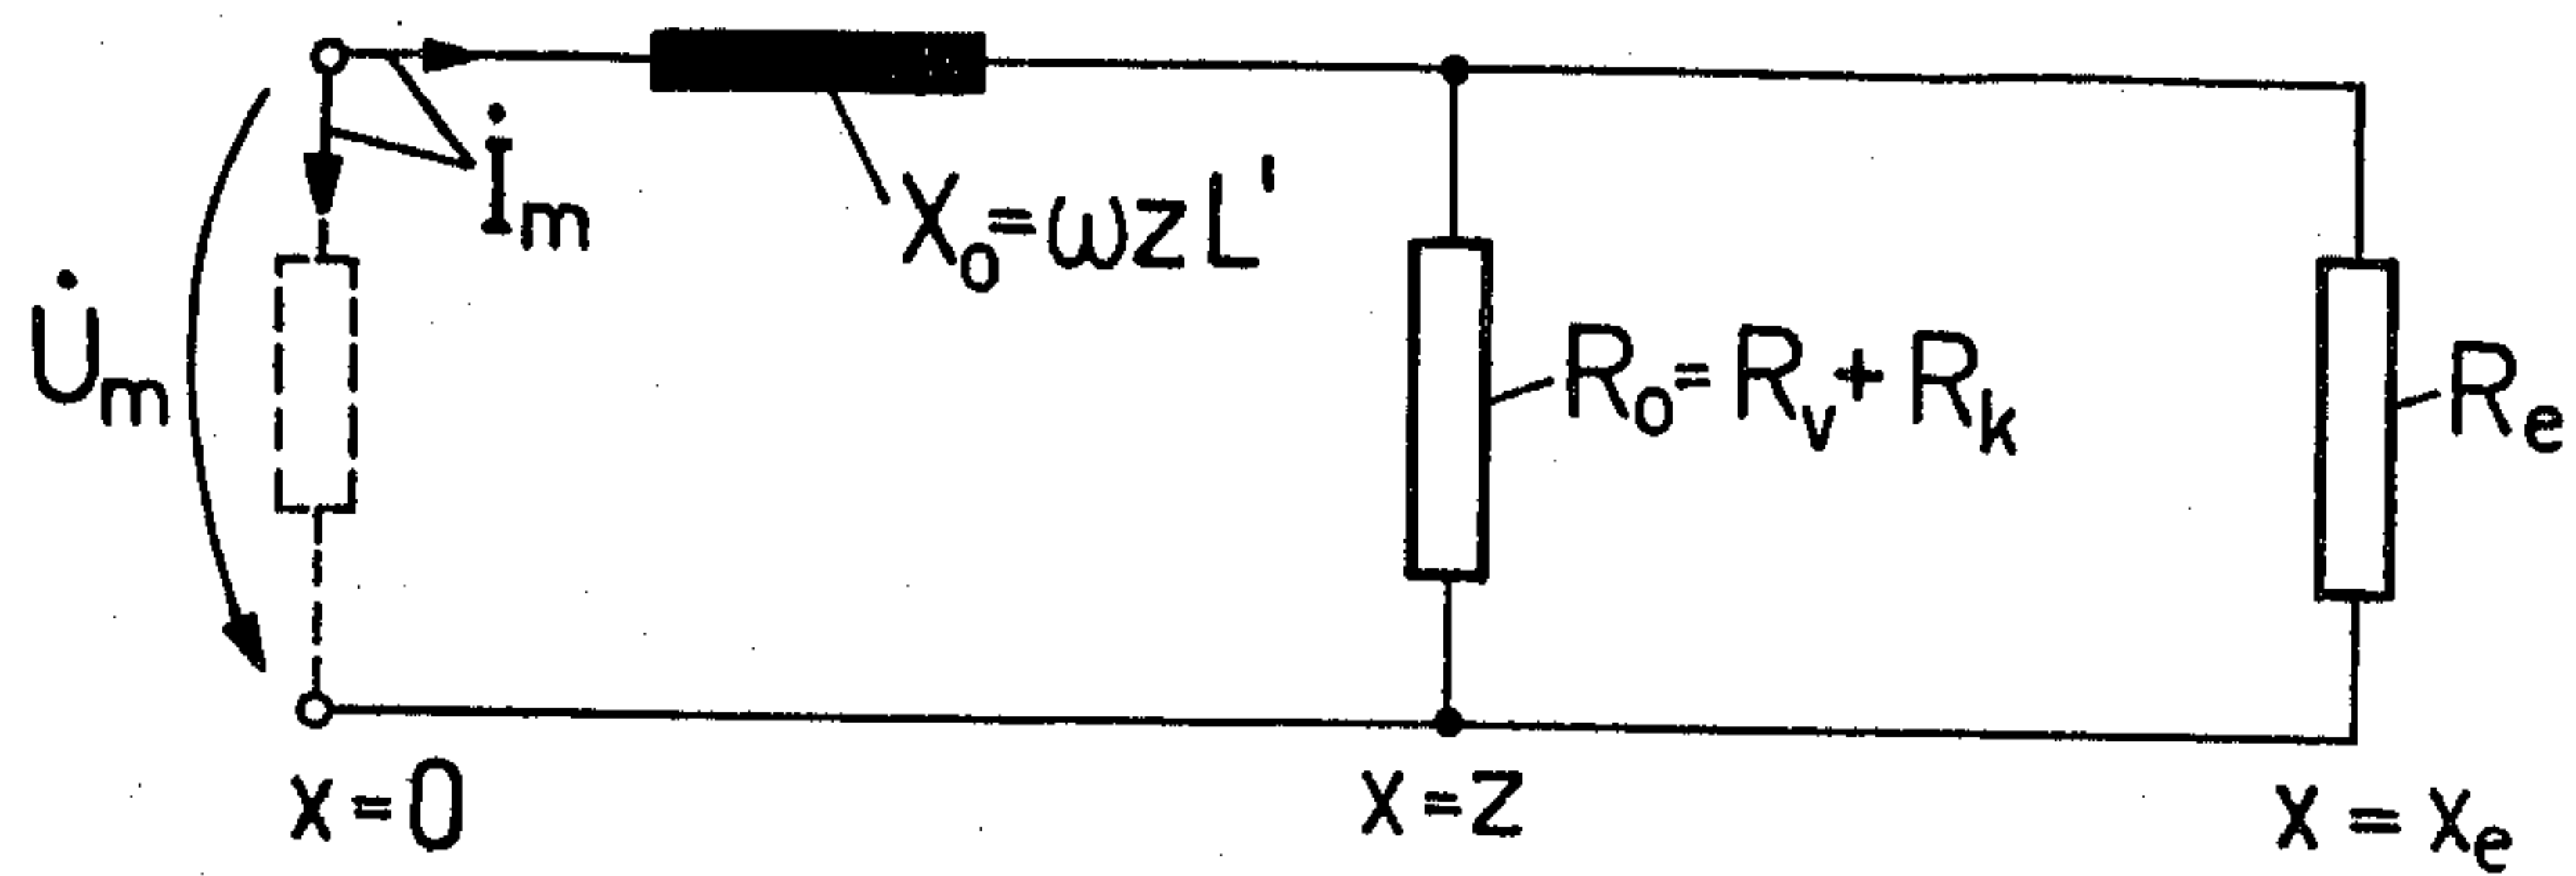 i̇ₘ
X₀=ωzL'
U̇ₘ
R₀=Rᵥ+Rₖ
Rₑ
x=0
x=z
x=xₑ